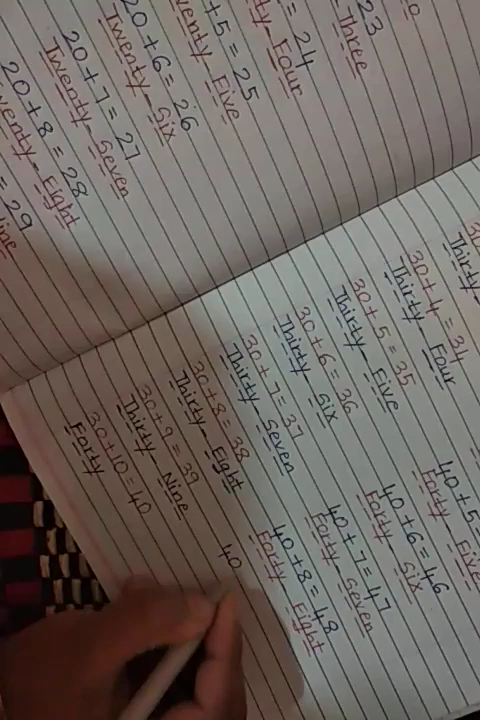 23
Three
= 24
ty-Four
+5 = 25
venty-Five
20+6 = 26
Twenty-Six
20+7 = 27
Twenty-Seven
20+8 = 28
venty-Eight
= 29
ine
Thirty-
30+4 = 34
Thirty-Four
30+5 = 35
Thirty-Five
30+6 = 36
Thirty-Six
30+7 = 37
Thirty-Seven
30+8 = 38
Thirty-Eight
30+9 = 39
Thirty-Nine
30+10 = 40
Forty
40+5 =
Forty-Five
40+6 = 46
Forty-Six
40+7 = 47
Forty-Seven
40+8 = 48
Forty-Eight
40